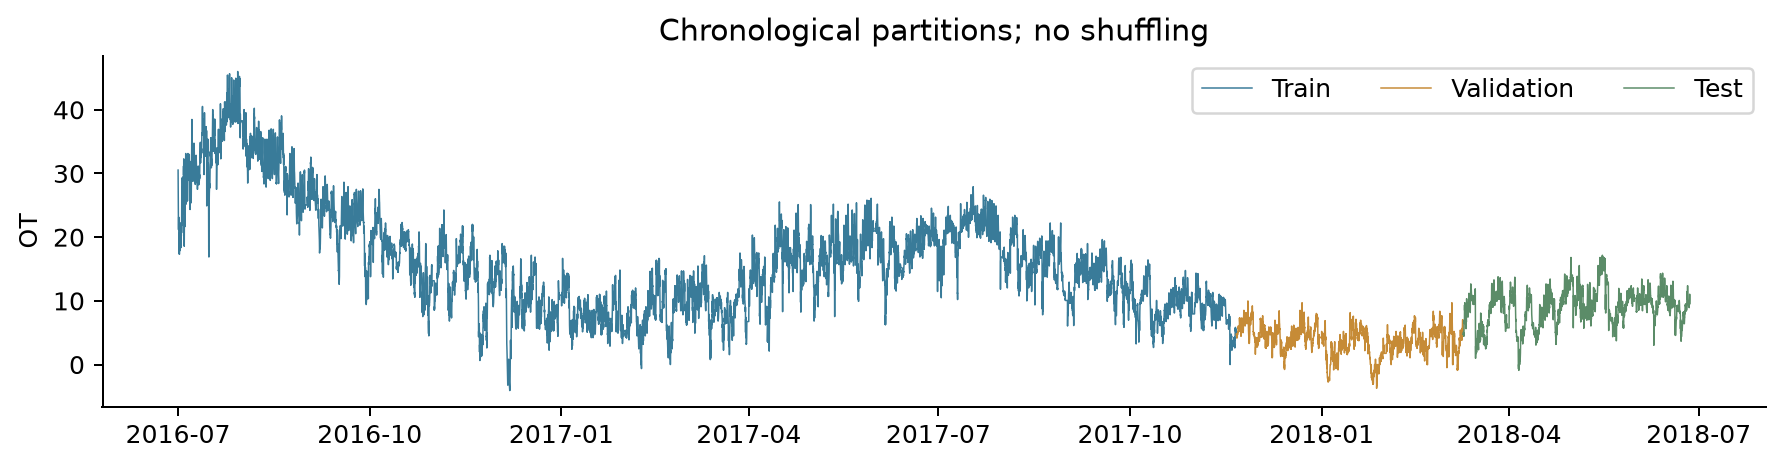 Chronological partitions; no shuffling
Train Validation Test
40
30
20
10
0
OT
2016-07 2016-10 2017-01 2017-04 2017-07 2017-10 2018-01 2018-04 2018-07